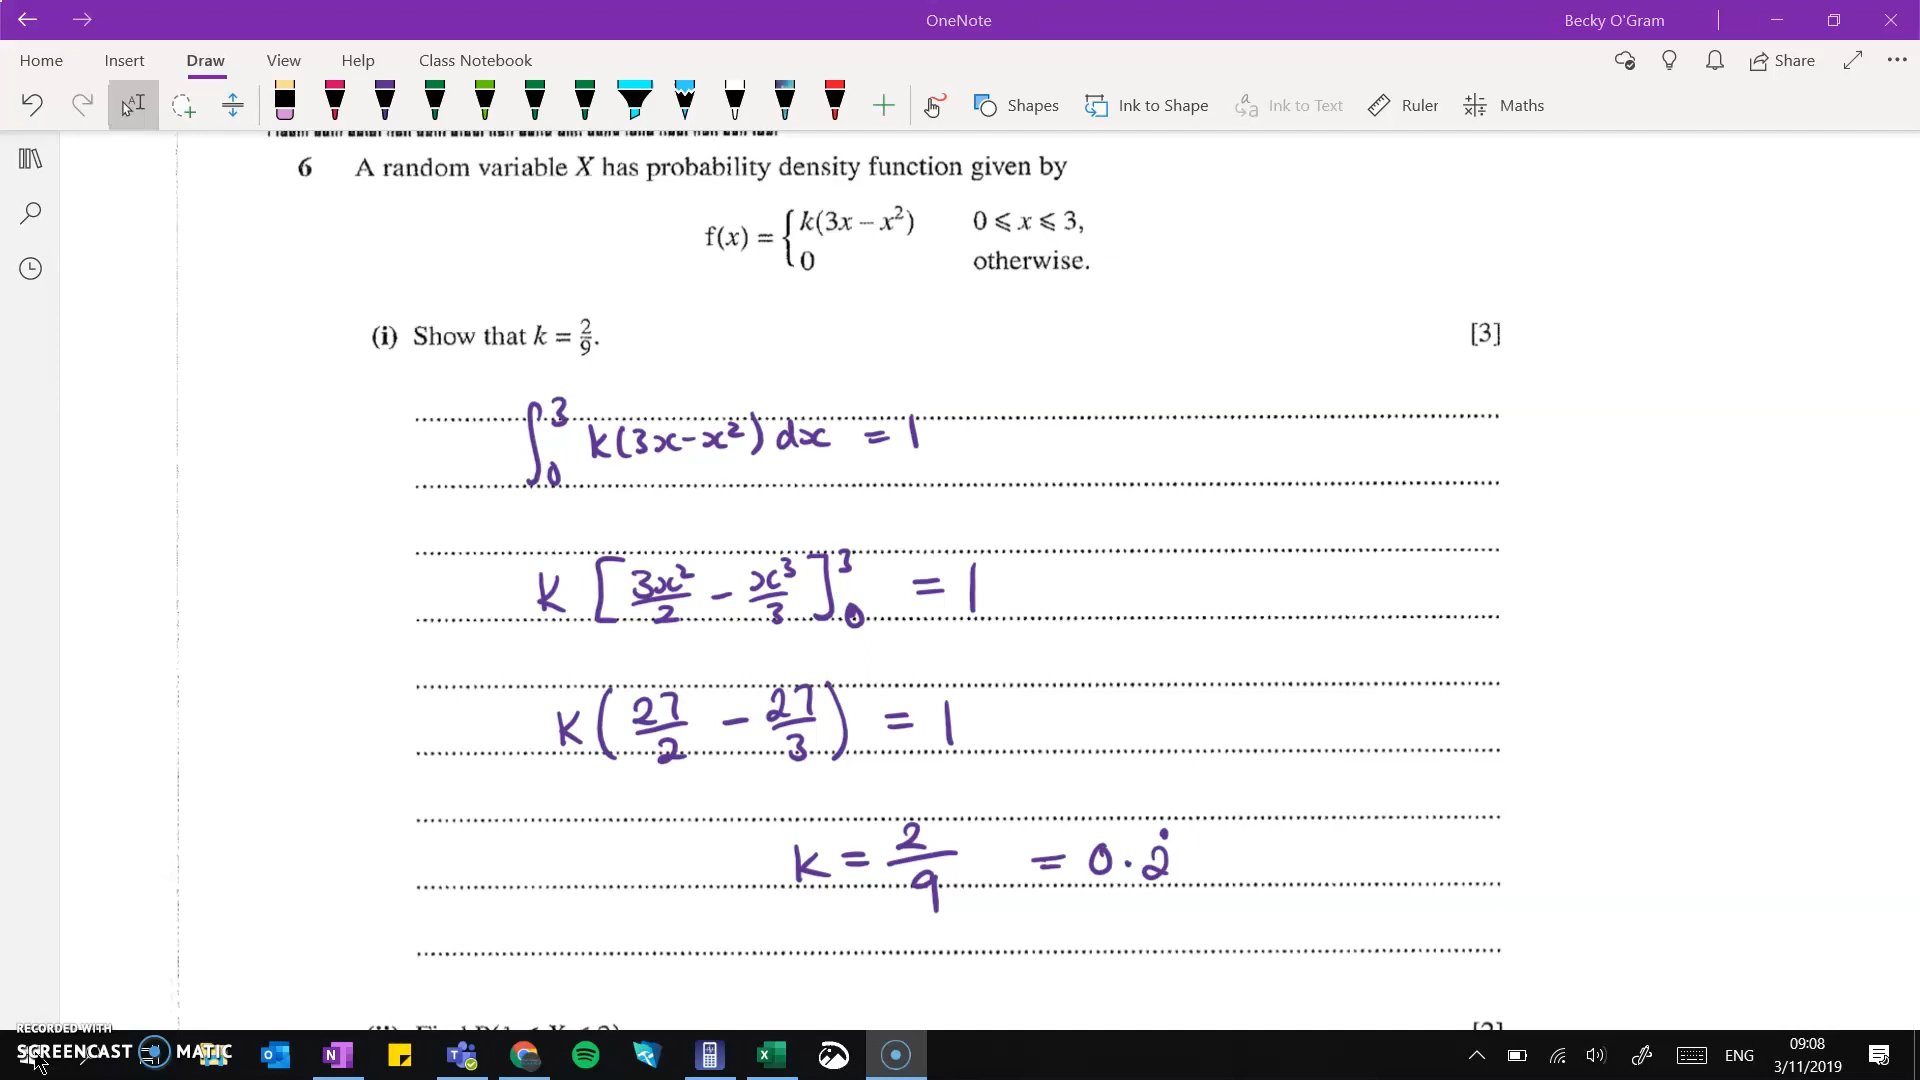 OneNote
Becky O'Gram
Home Insert Draw View Help Class Notebook
Share
Shapes Ink to Shape Ink to Text Ruler Maths
6 A random variable X has probability density function given by
f(x) = { k(3x − x²) 0 ⩽ x ⩽ 3,
0 otherwise.
(i) Show that k = 2/9. [3]
∫₀³ k(3x-x²) dx = 1
k [3x²/2 − x³/3]₀³ = 1
k (27/2 − 27/3) = 1
k = 2/9 = 0.2̇
RECORDED WITH
SCREENCAST MATIC
ENG
09:08
3/11/2019